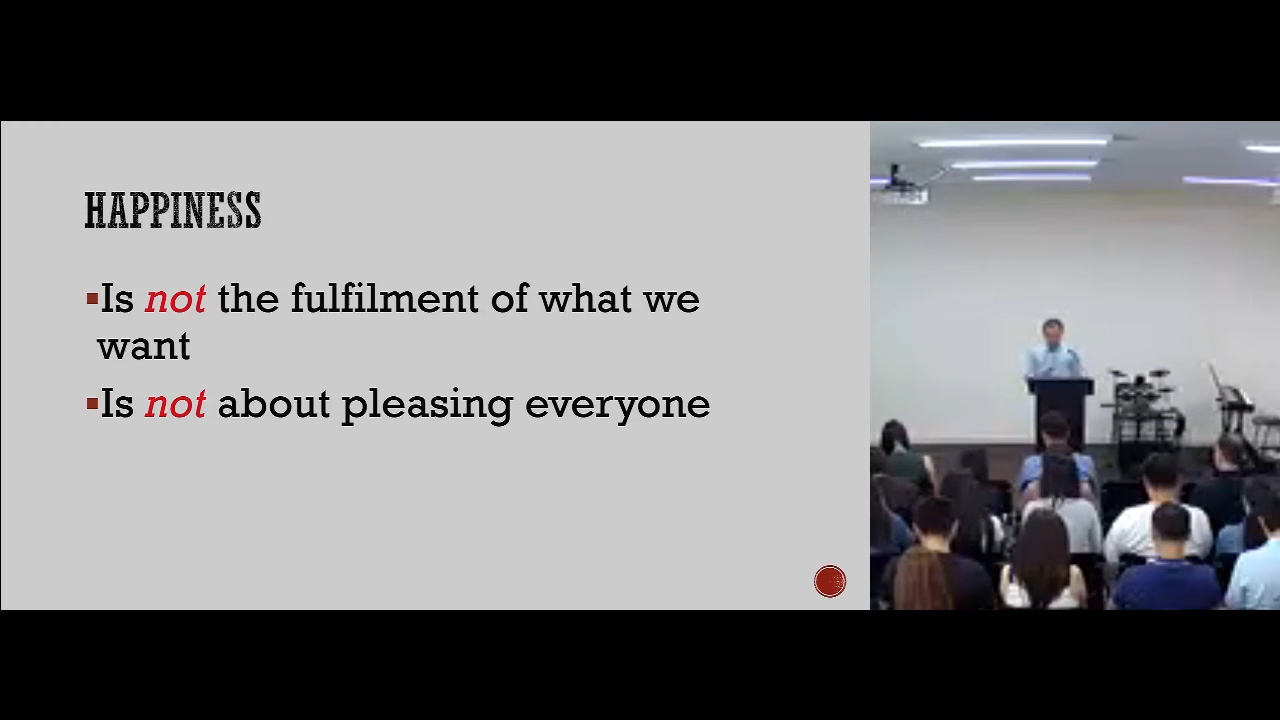 HAPPINESS
▪Is not the fulfilment of what we
want
▪Is not about pleasing everyone